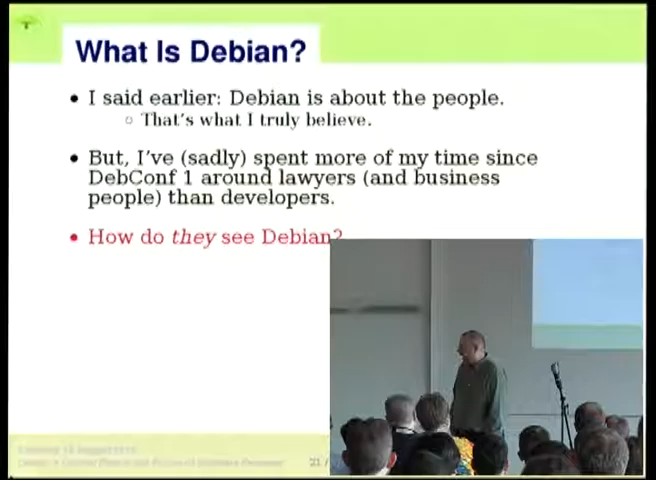 What Is Debian?
• I said earlier: Debian is about the people.
○ That's what I truly believe.
• But, I've (sadly) spent more of my time since
DebConf 1 around lawyers (and business
people) than developers.
• How do they see Debian?
21 /